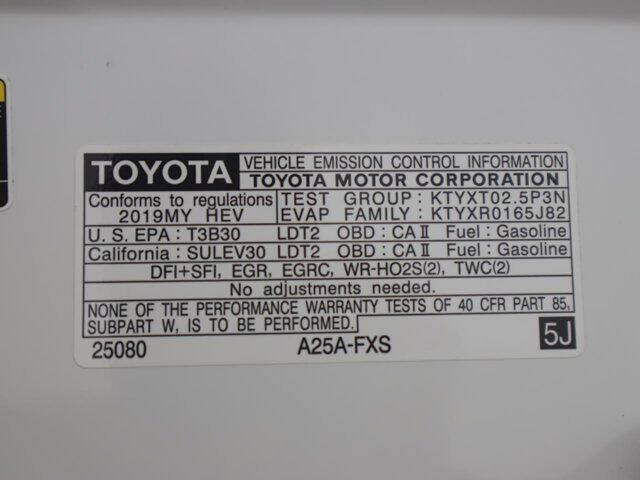 TOYOTA VEHICLE EMISSION CONTROL INFORMATION
TOYOTA MOTOR CORPORATION
Conforms to regulations TEST GROUP: KTYXT02.5P3N
2019MY HEV EVAP FAMILY: KTYXR0165J82
U.S. EPA: T3B30 LDT2 OBD: CA II Fuel: Gasoline
California: SULEV30 LDT2 OBD: CA II Fuel: Gasoline
DFI+SFI, EGR, EGRC, WR-HO2S(2), TWC(2)
No adjustments needed.
NONE OF THE PERFORMANCE WARRANTY TESTS OF 40 CFR PART 85,
SUBPART W, IS TO BE PERFORMED.
25080 A25A-FXS 5J